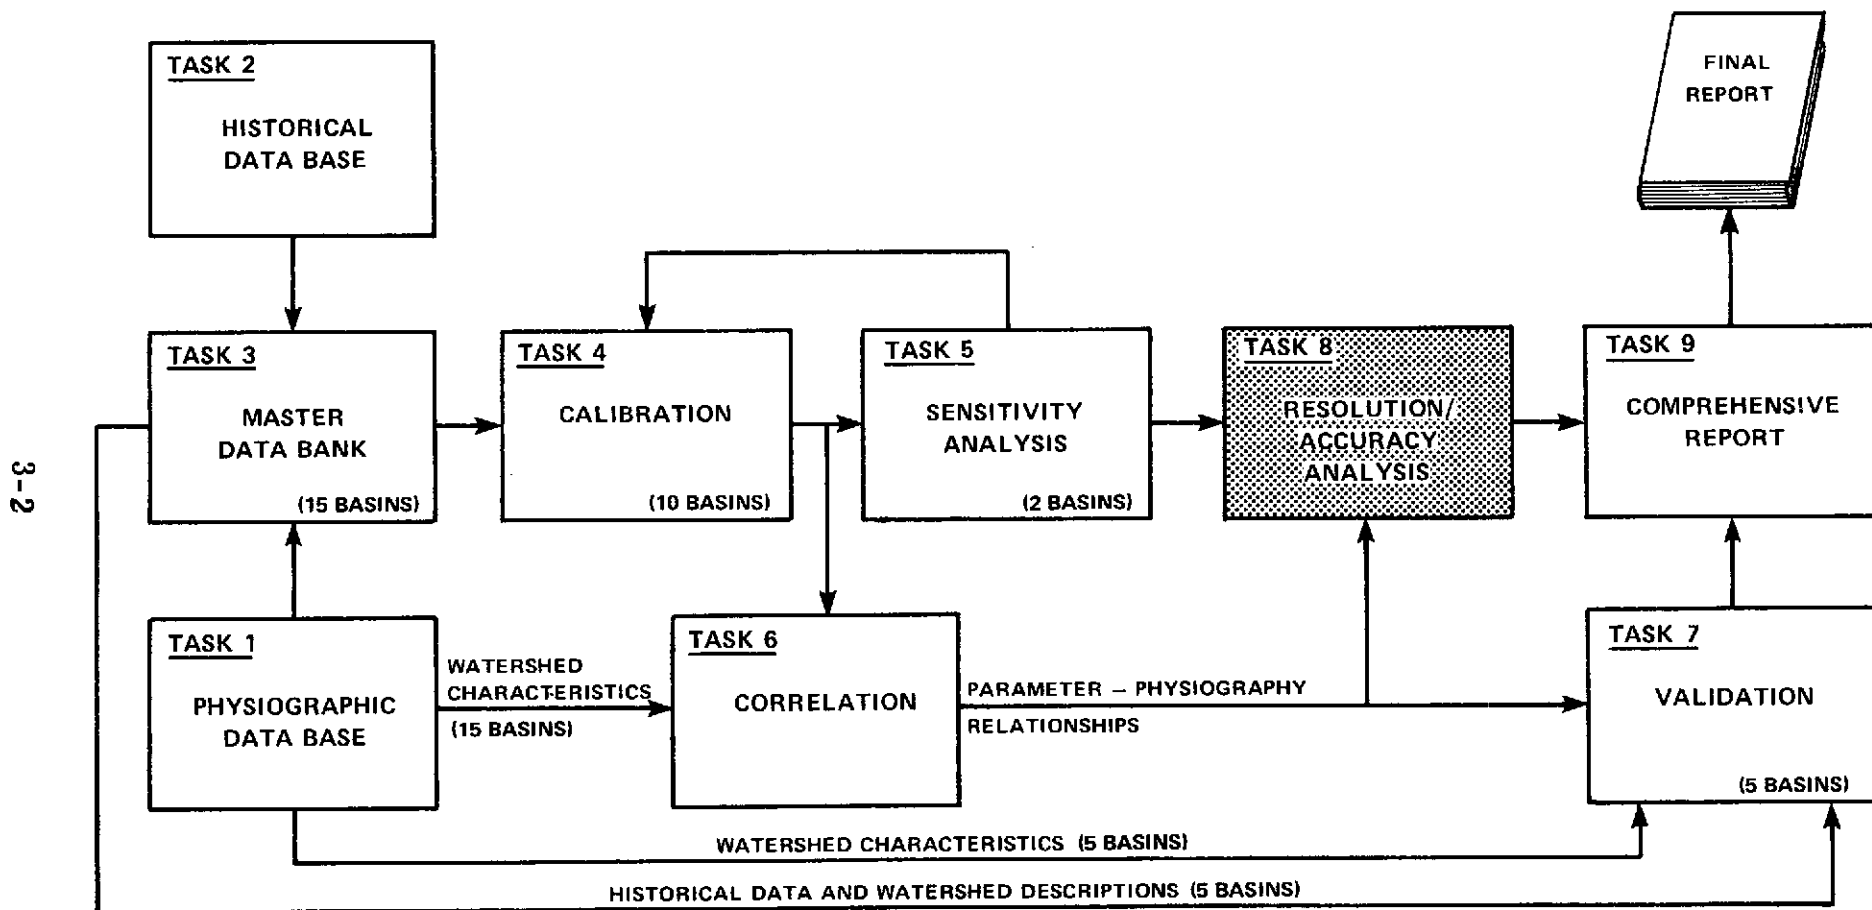 TASK 2
HISTORICAL
DATA BASE
FINAL
REPORT
TASK 3
MASTER
DATA BANK
(15 BASINS)
TASK 4
CALIBRATION
(10 BASINS)
TASK 5
SENSITIVITY
ANALYSIS
(2 BASINS)
TASK 8
RESOLUTION/
ACCURACY
ANALYSIS
TASK 9
COMPREHENSIVE
REPORT
3-2
TASK 1
PHYSIOGRAPHIC
DATA BASE
WATERSHED
CHARACTERISTICS
(15 BASINS)
TASK 6
CORRELATION
PARAMETER – PHYSIOGRAPHY
RELATIONSHIPS
TASK 7
VALIDATION
(5 BASINS)
WATERSHED CHARACTERISTICS (5 BASINS)
HISTORICAL DATA AND WATERSHED DESCRIPTIONS (5 BASINS)